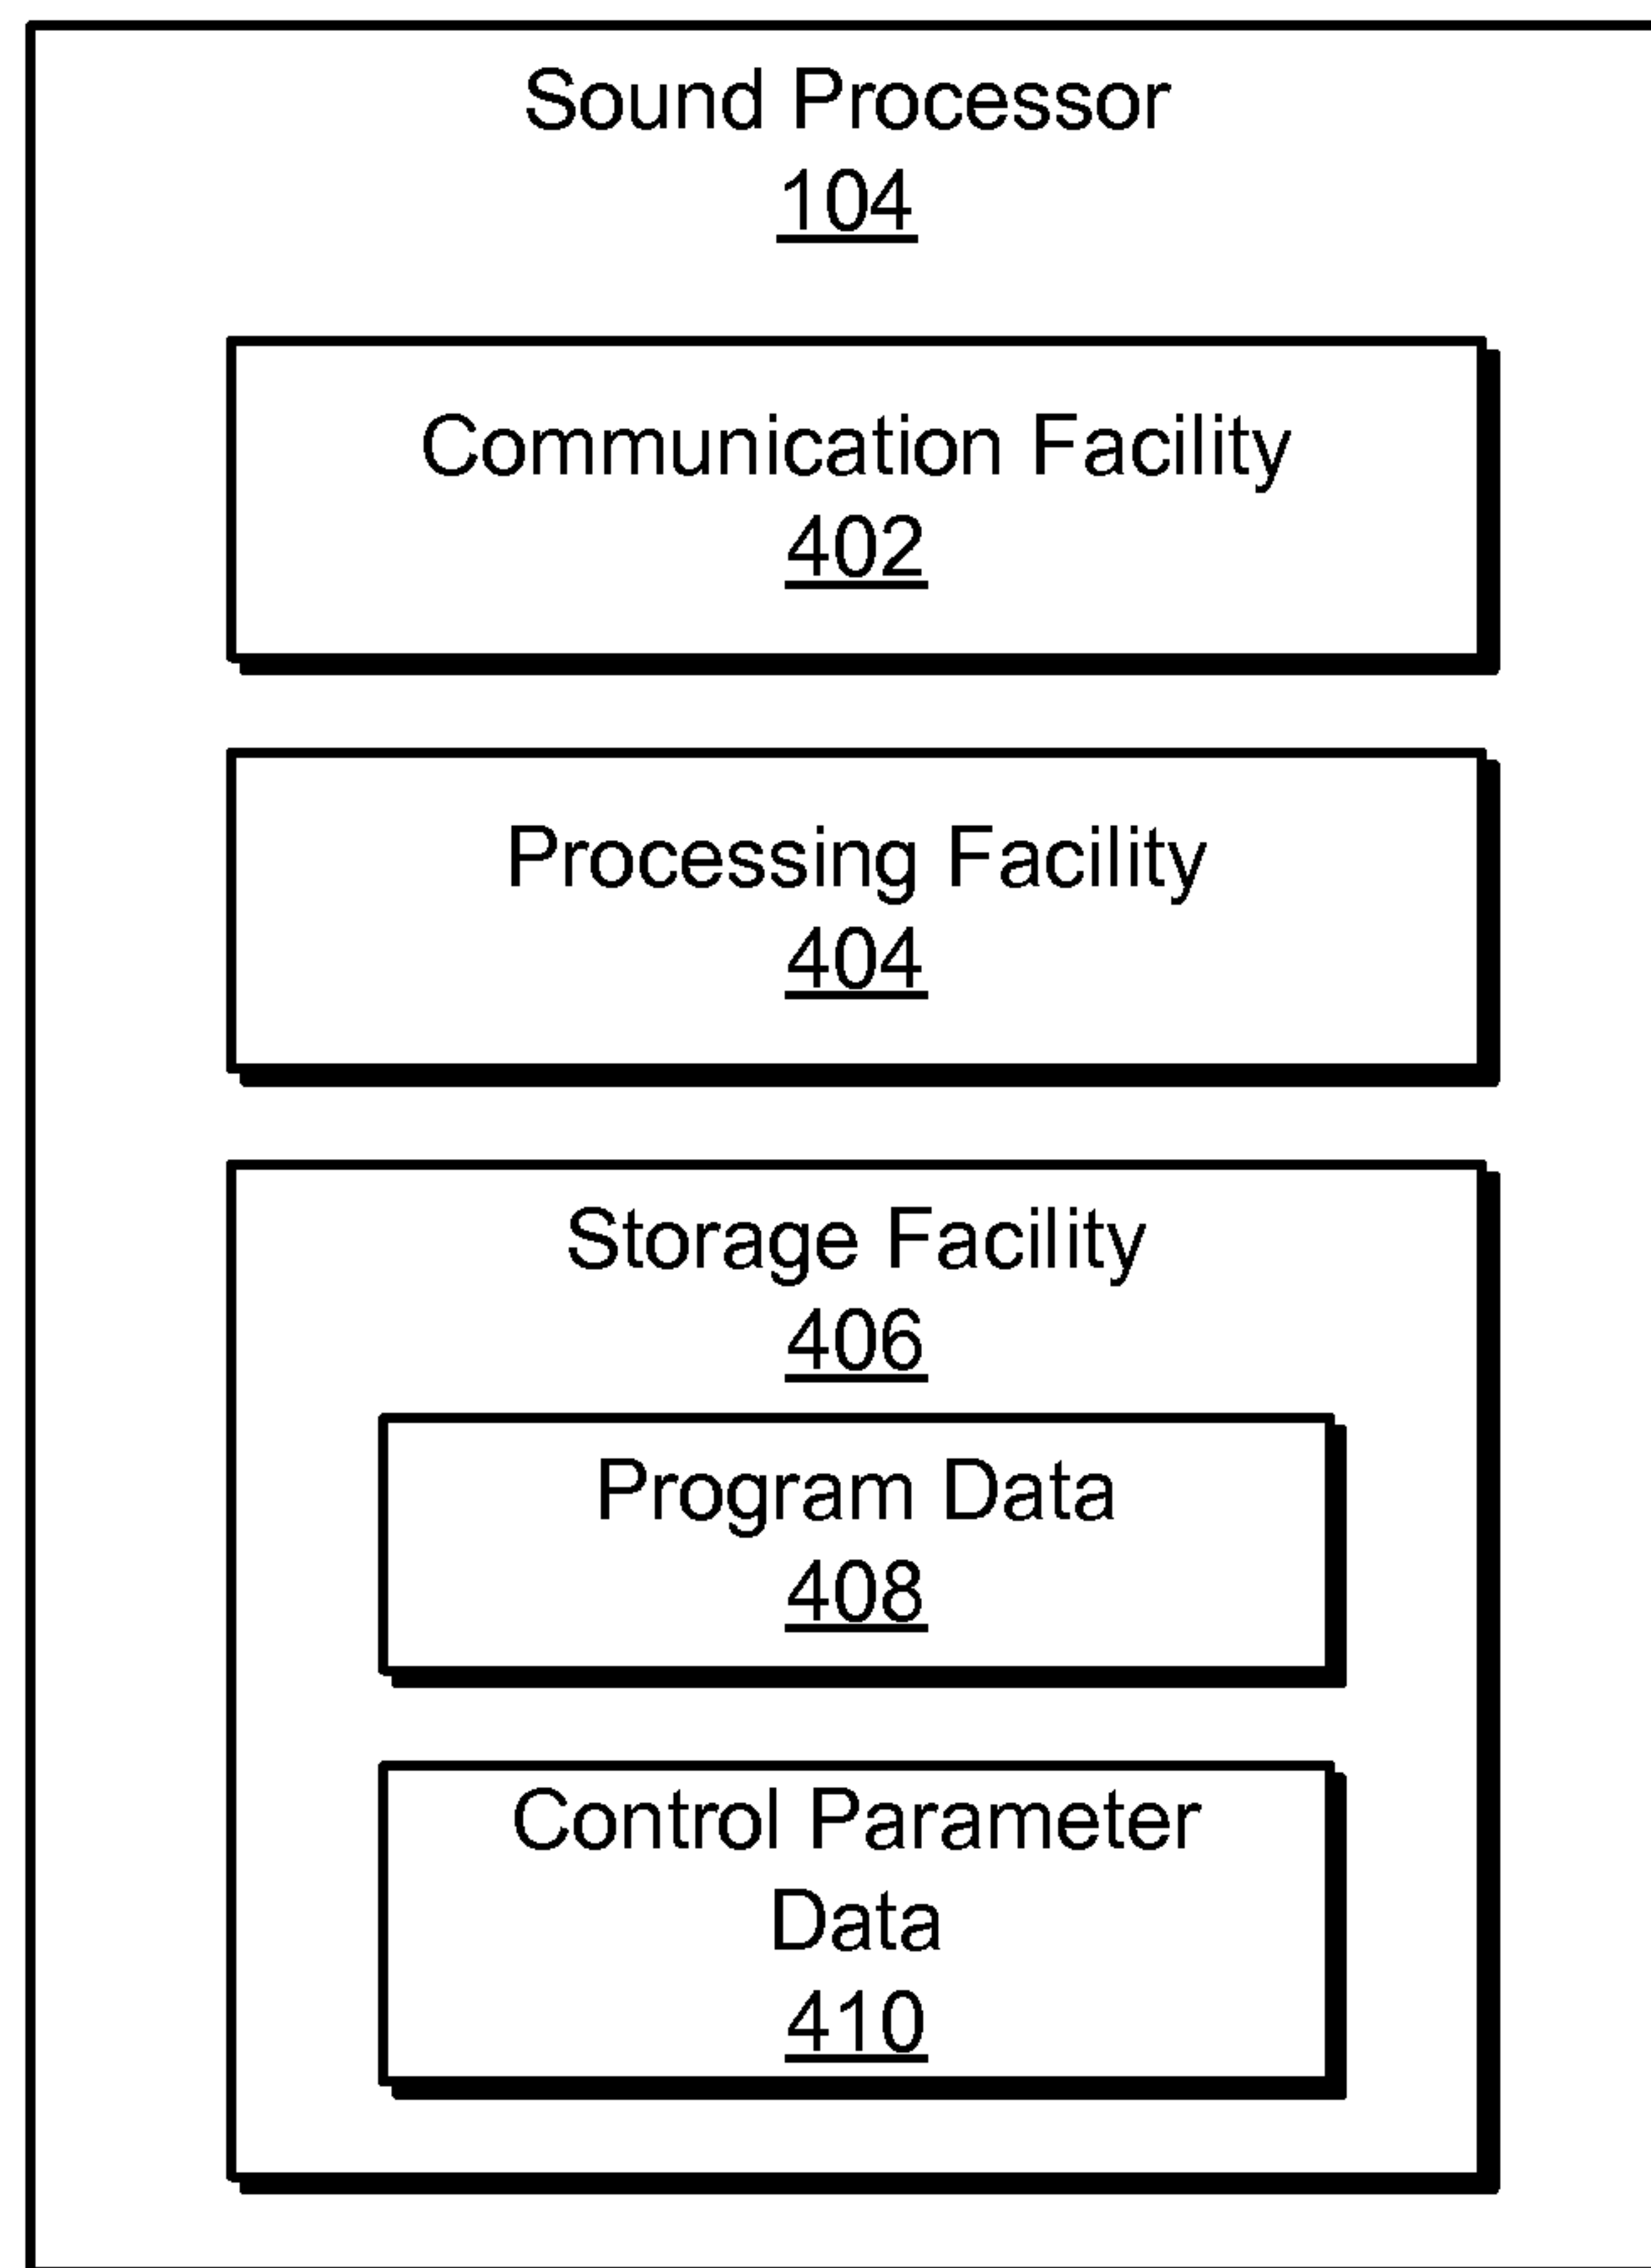 Sound Processor
104
Communication Facility
402
Processing Facility
404
Storage Facility
406
Program Data
408
Control Parameter
Data
410